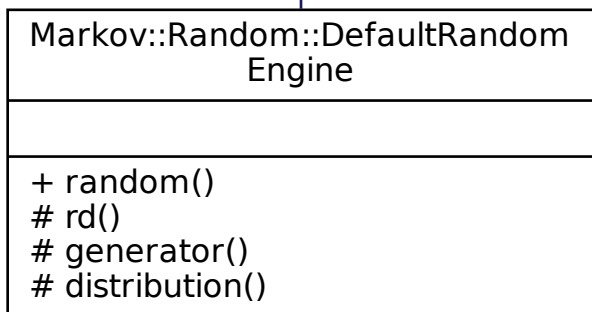 Markov::Random::DefaultRandom
Engine
+ random()
# rd()
# generator()
# distribution()